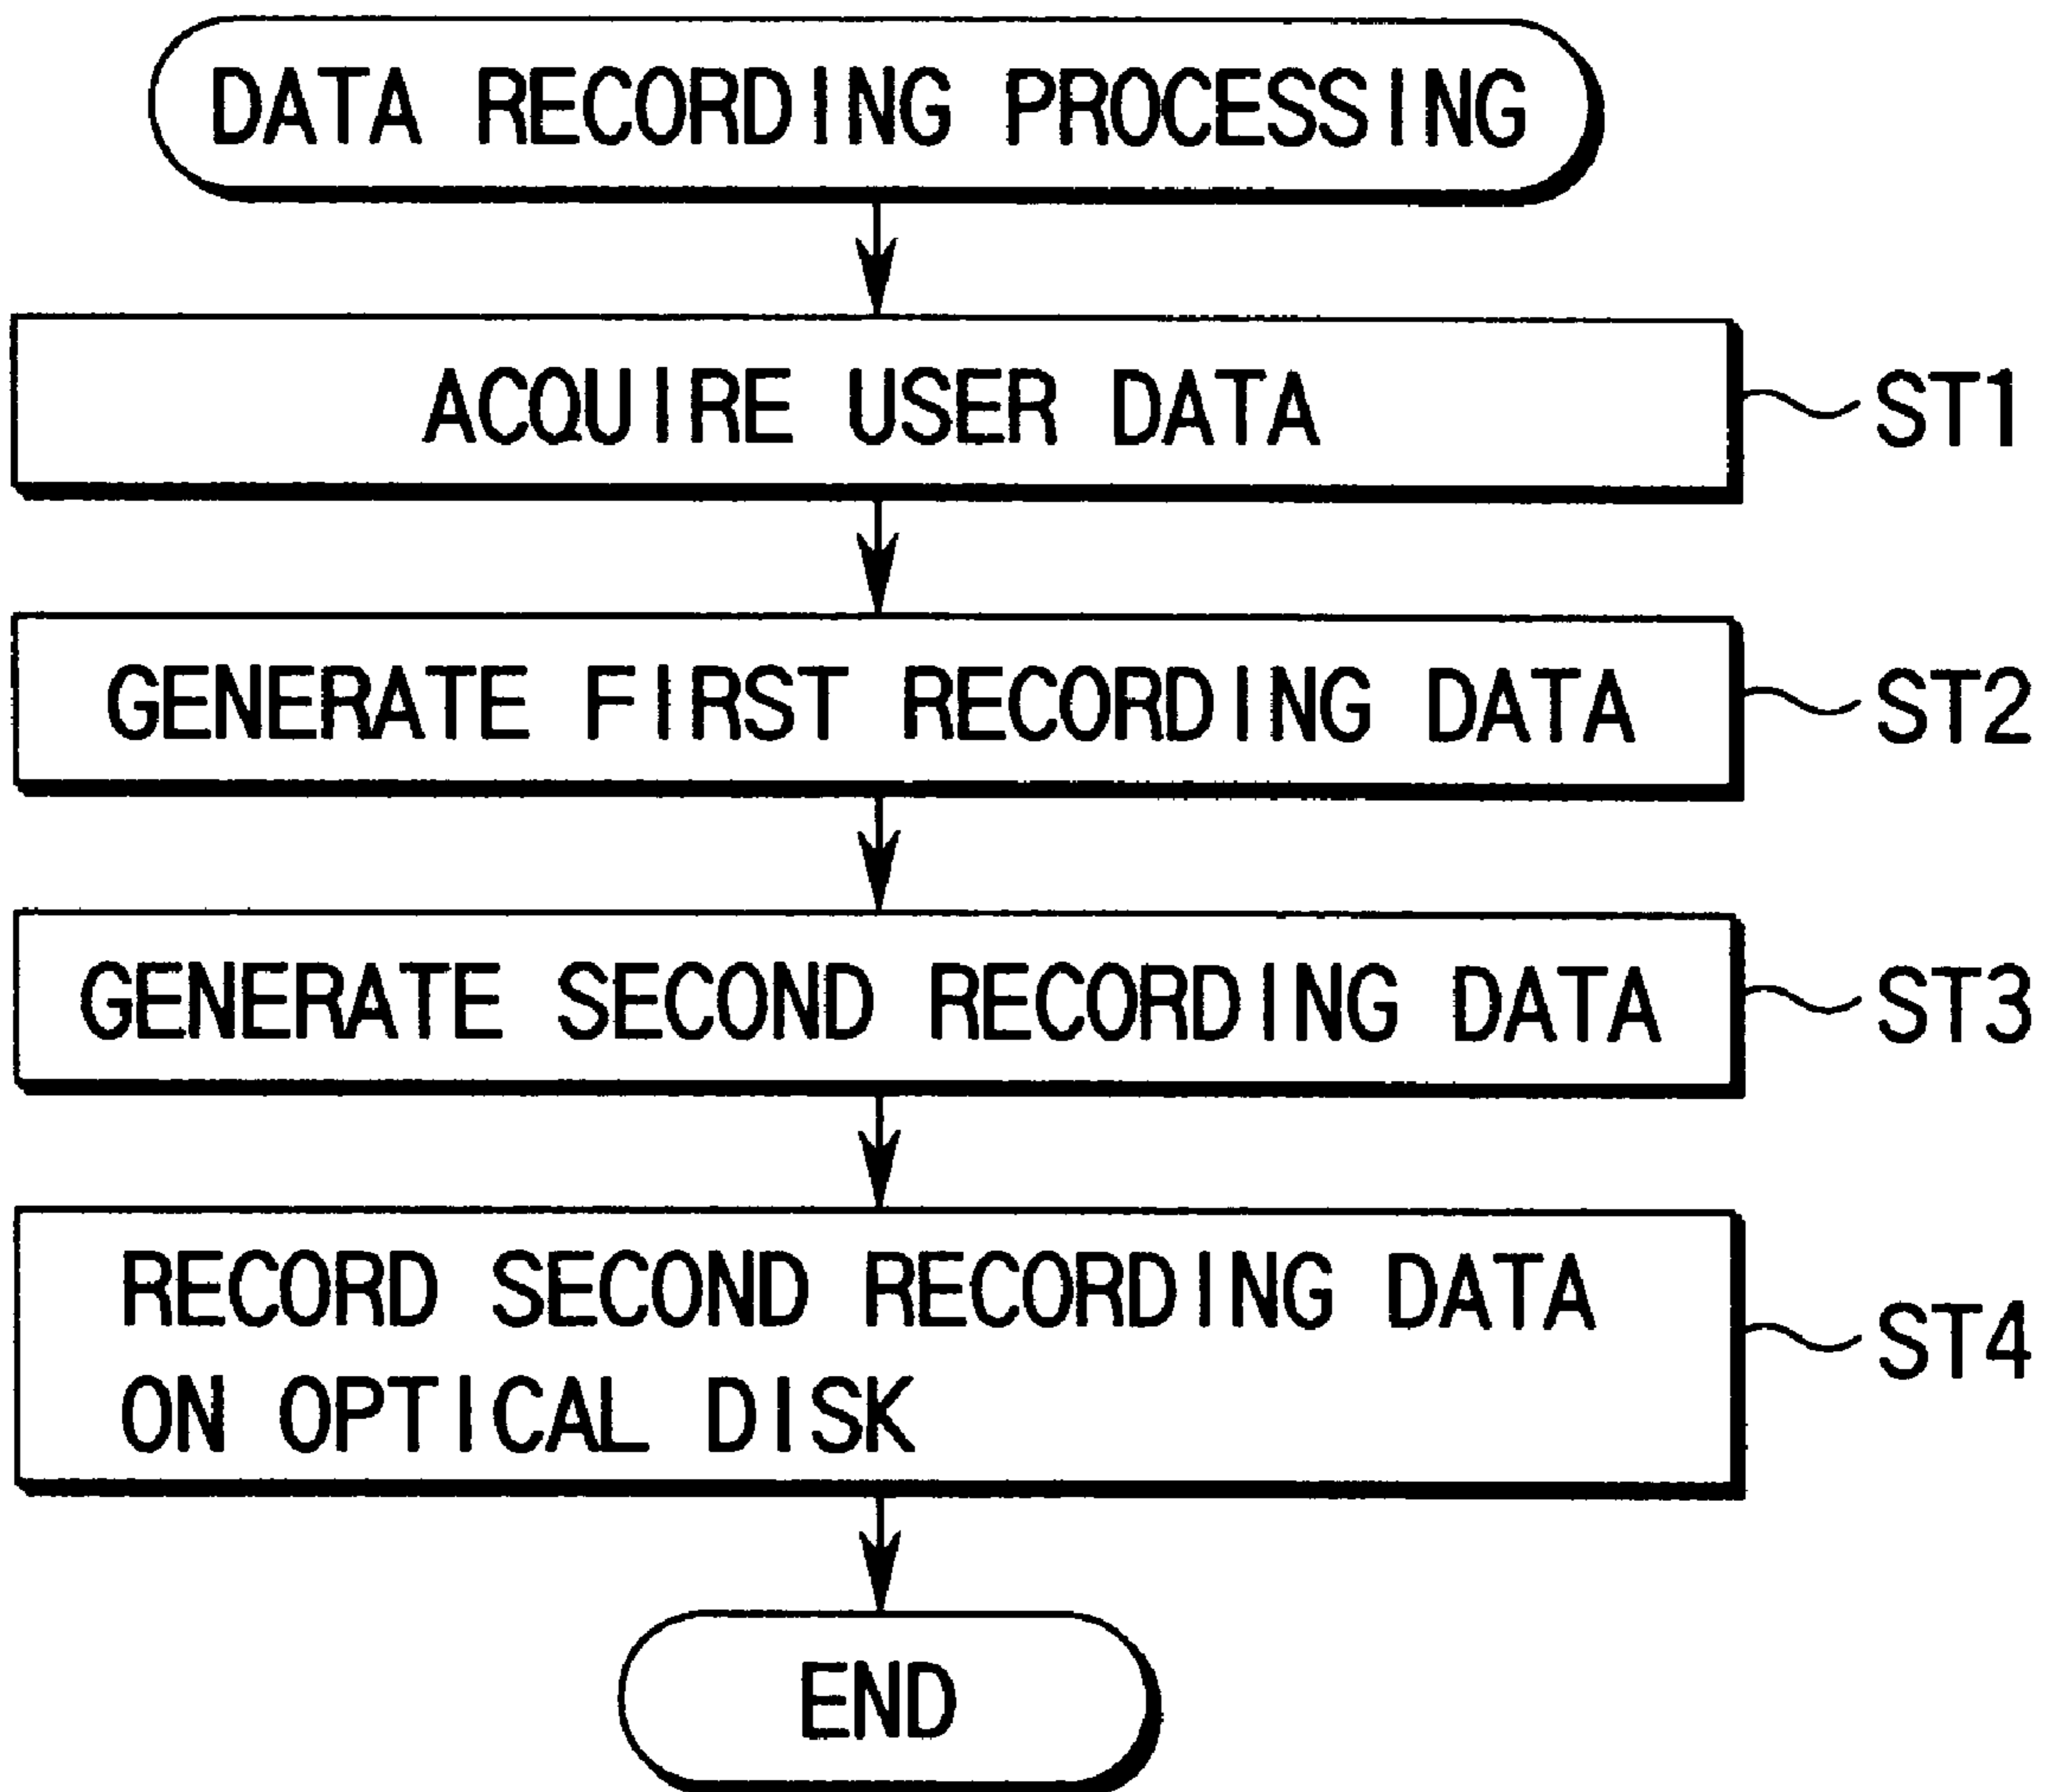 DATA RECORDING PROCESSING
ACQUIRE USER DATA
ST1
GENERATE FIRST RECORDING DATA
ST2
GENERATE SECOND RECORDING DATA
ST3
RECORD SECOND RECORDING DATA
ON OPTICAL DISK
ST4
END